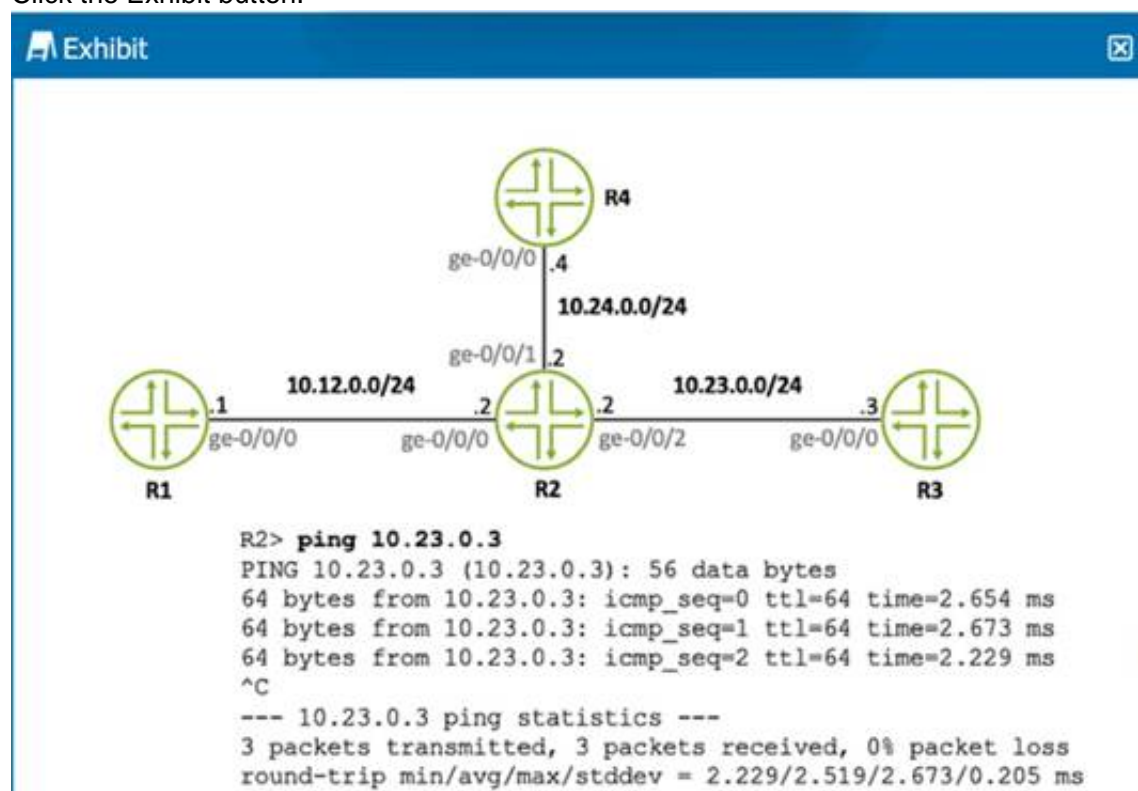 Click the Exhibit button.
Exhibit
R4
ge-0/0/0 .4
10.24.0.0/24
ge-0/0/1 .2
10.12.0.0/24 10.23.0.0/24
.1 .2 .2 .3
ge-0/0/0 ge-0/0/0 ge-0/0/2 ge-0/0/0
R1 R2 R3
R2> ping 10.23.0.3
PING 10.23.0.3 (10.23.0.3): 56 data bytes
64 bytes from 10.23.0.3: icmp_seq=0 ttl=64 time=2.654 ms
64 bytes from 10.23.0.3: icmp_seq=1 ttl=64 time=2.673 ms
64 bytes from 10.23.0.3: icmp_seq=2 ttl=64 time=2.229 ms
^C
--- 10.23.0.3 ping statistics ---
3 packets transmitted, 3 packets received, 0% packet loss
round-trip min/avg/max/stddev = 2.229/2.519/2.673/0.205 ms